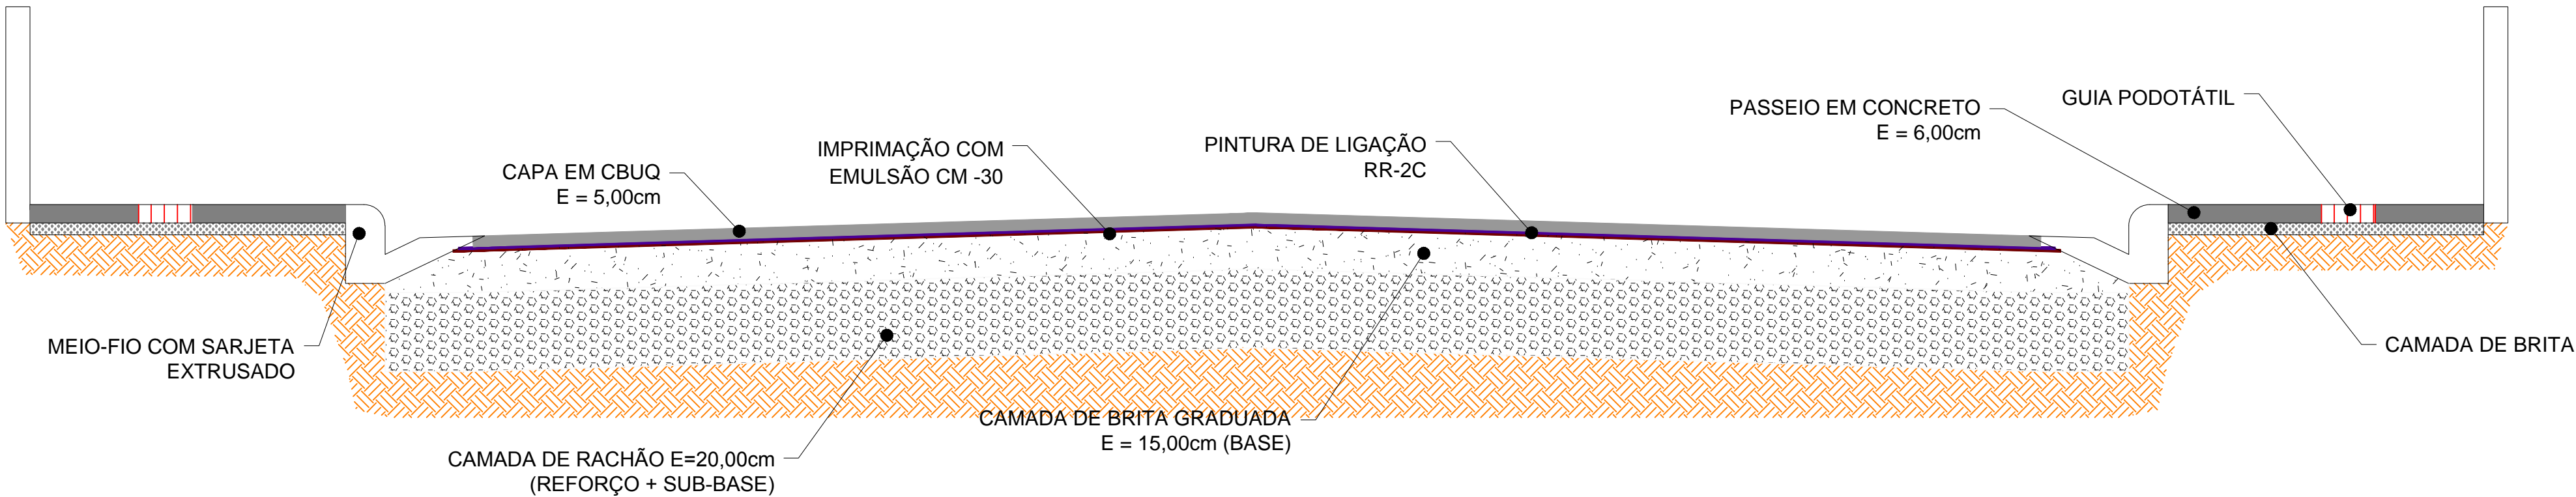 CAPA EM CBUQ
E = 5,00cm
IMPRIMAÇÃO COM
EMULSÃO CM -30
PINTURA DE LIGAÇÃO
RR-2C
PASSEIO EM CONCRETO
E = 6,00cm
GUIA PODOTÁTIL
MEIO-FIO COM SARJETA
EXTRUSADO
CAMADA DE RACHÃO E=20,00cm
(REFORÇO + SUB-BASE)
CAMADA DE BRITA GRADUADA
E = 15,00cm (BASE)
CAMADA DE BRITA